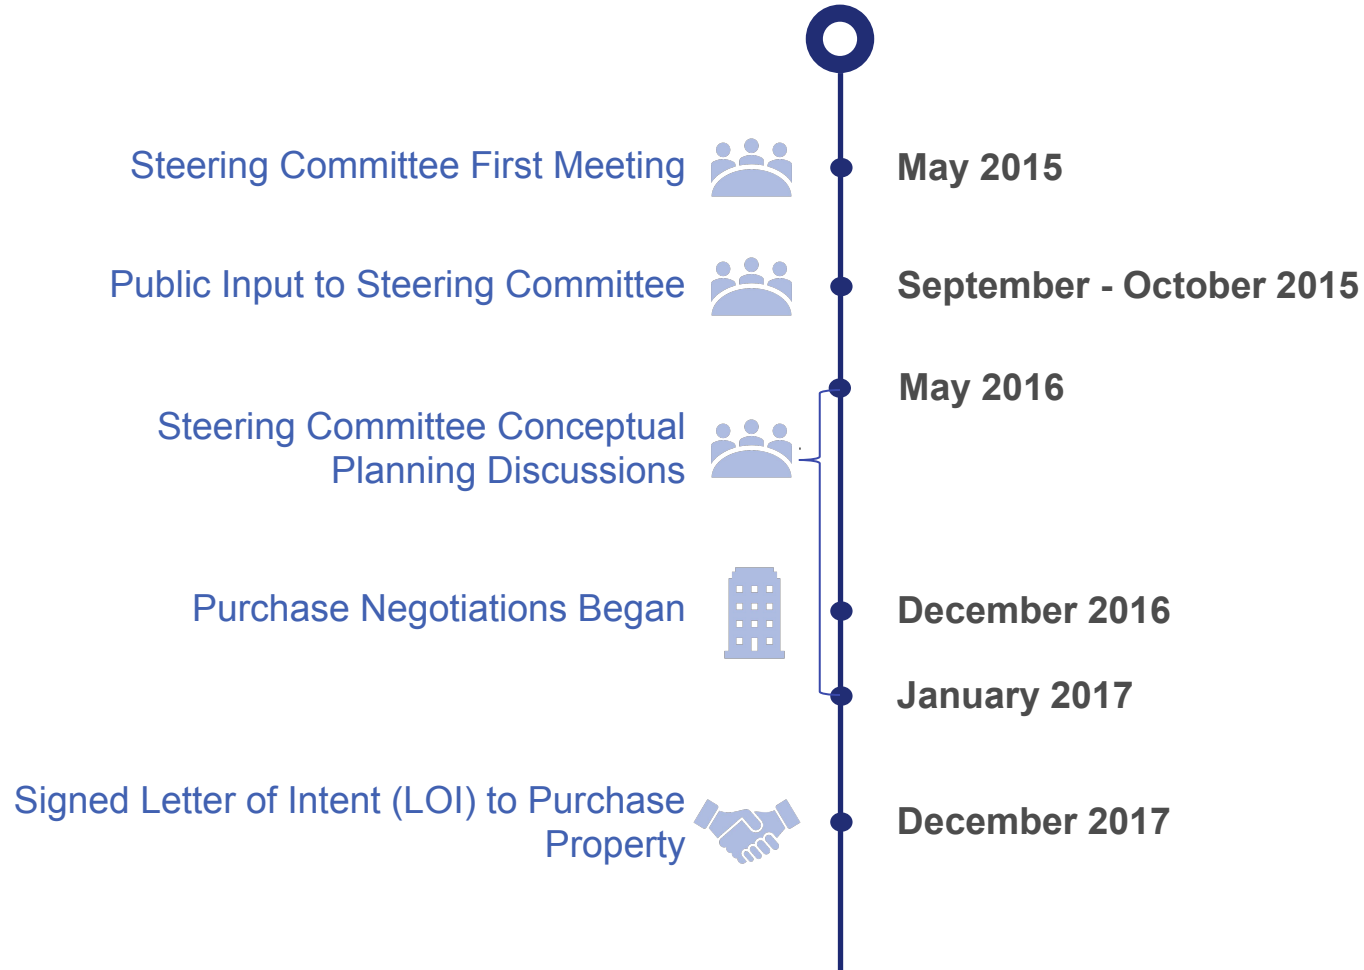 Steering Committee First Meeting
May 2015
Public Input to Steering Committee
September - October 2015
May 2016
Steering Committee Conceptual
Planning Discussions
Purchase Negotiations Began
December 2016
January 2017
Signed Letter of Intent (LOI) to Purchase
Property
December 2017